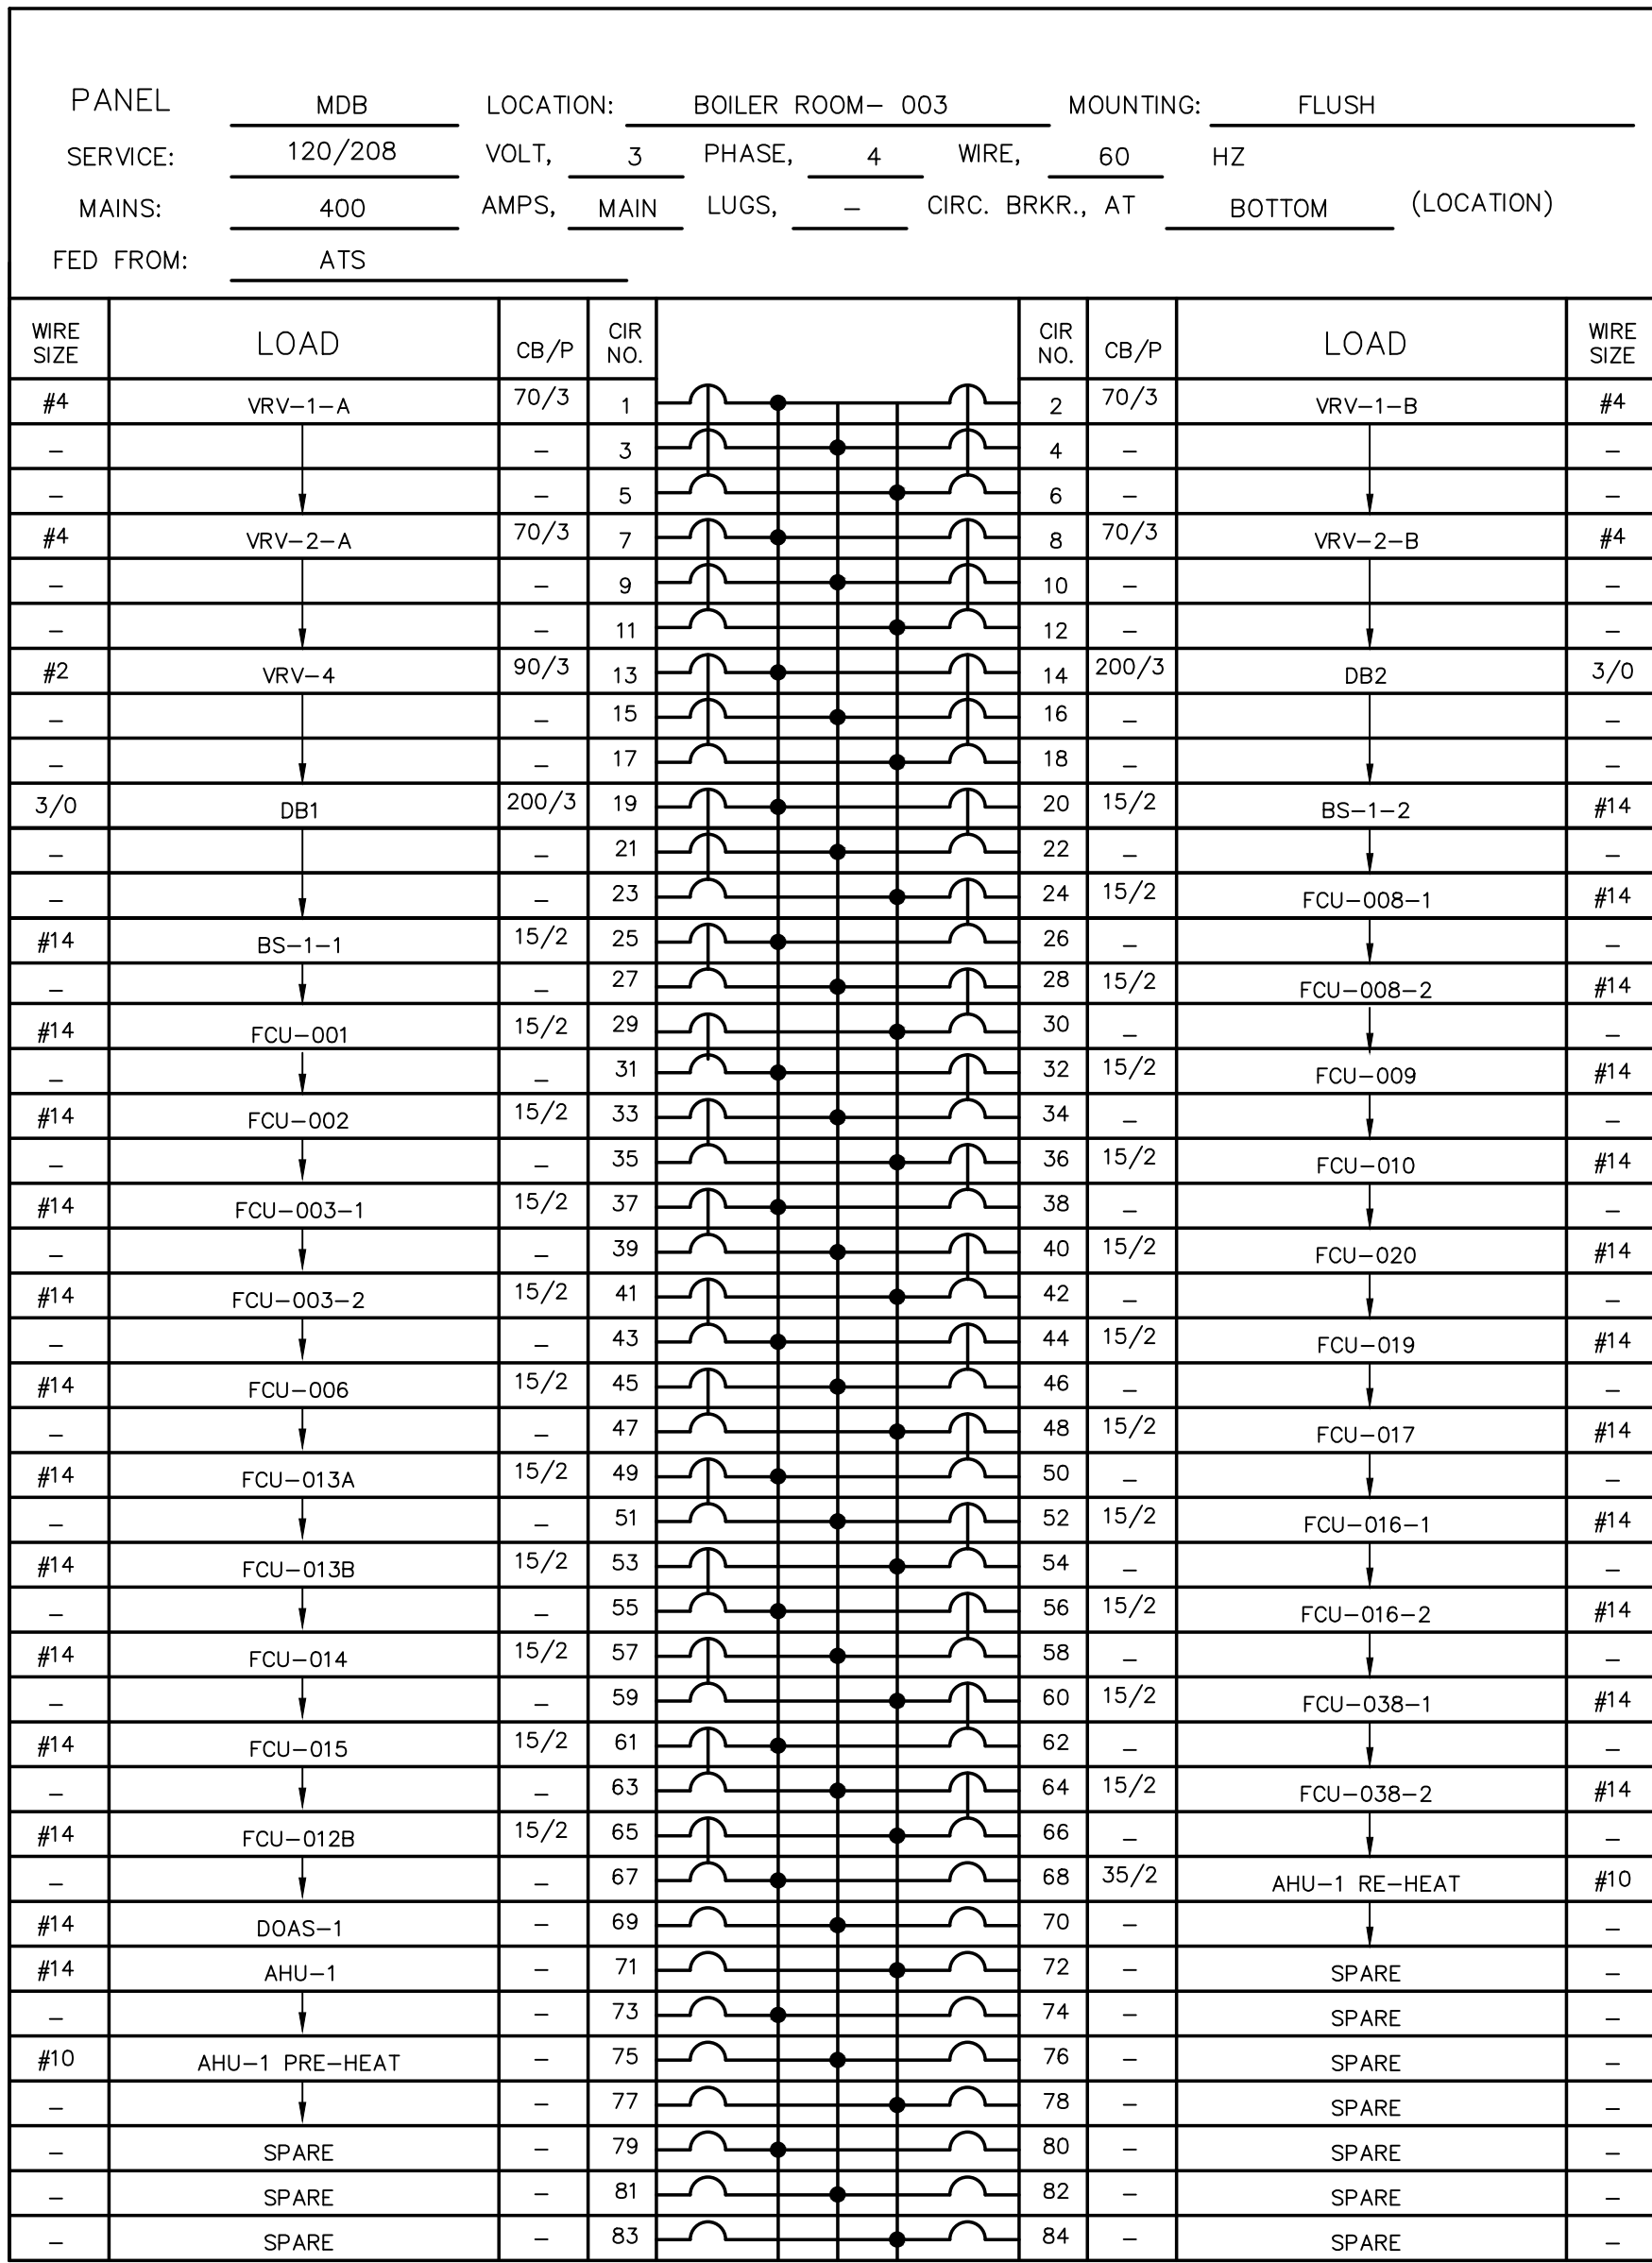 PANEL MDB LOCATION: BOILER ROOM- 003 MOUNTING: FLUSH
SERVICE: 120/208 VOLT, 3 PHASE, 4 WIRE, 60 HZ
MAINS: 400 AMPS, MAIN LUGS, - CIRC. BRKR., AT BOTTOM (LOCATION)
FED FROM: ATS
WIRE SIZE LOAD CB/P CIR NO. CIR NO. CB/P LOAD WIRE SIZE
#4 VRV-1-A 70/3 1 2 70/3 VRV-1-B #4
- - 3 4 - -
- - 5 6 - -
#4 VRV-2-A 70/3 7 8 70/3 VRV-2-B #4
- - 9 10 - -
- - 11 12 - -
#2 VRV-4 90/3 13 14 200/3 DB2 3/0
- - 15 16 - -
- - 17 18 - -
3/0 DB1 200/3 19 20 15/2 BS-1-2 #14
- - 21 22 - -
- - 23 24 15/2 FCU-008-1 #14
#14 BS-1-1 15/2 25 26 - -
- - 27 28 15/2 FCU-008-2 #14
#14 FCU-001 15/2 29 30 - -
- - 31 32 15/2 FCU-009 #14
#14 FCU-002 15/2 33 34 - -
- - 35 36 15/2 FCU-010 #14
#14 FCU-003-1 15/2 37 38 - -
- - 39 40 15/2 FCU-020 #14
#14 FCU-003-2 15/2 41 42 - -
- - 43 44 15/2 FCU-019 #14
#14 FCU-006 15/2 45 46 - -
- - 47 48 15/2 FCU-017 #14
#14 FCU-013A 15/2 49 50 - -
- - 51 52 15/2 FCU-016-1 #14
#14 FCU-013B 15/2 53 54 - -
- - 55 56 15/2 FCU-016-2 #14
#14 FCU-014 15/2 57 58 - -
- - 59 60 15/2 FCU-038-1 #14
#14 FCU-015 15/2 61 62 - -
- - 63 64 15/2 FCU-038-2 #14
#14 FCU-012B 15/2 65 66 - -
- - 67 68 35/2 AHU-1 RE-HEAT #10
#14 DOAS-1 - 69 70 - -
#14 AHU-1 - 71 72 - SPARE -
- - 73 74 - SPARE -
#10 AHU-1 PRE-HEAT - 75 76 - SPARE -
- - 77 78 - SPARE -
- SPARE - 79 80 - SPARE -
- SPARE - 81 82 - SPARE -
- SPARE - 83 84 - SPARE -